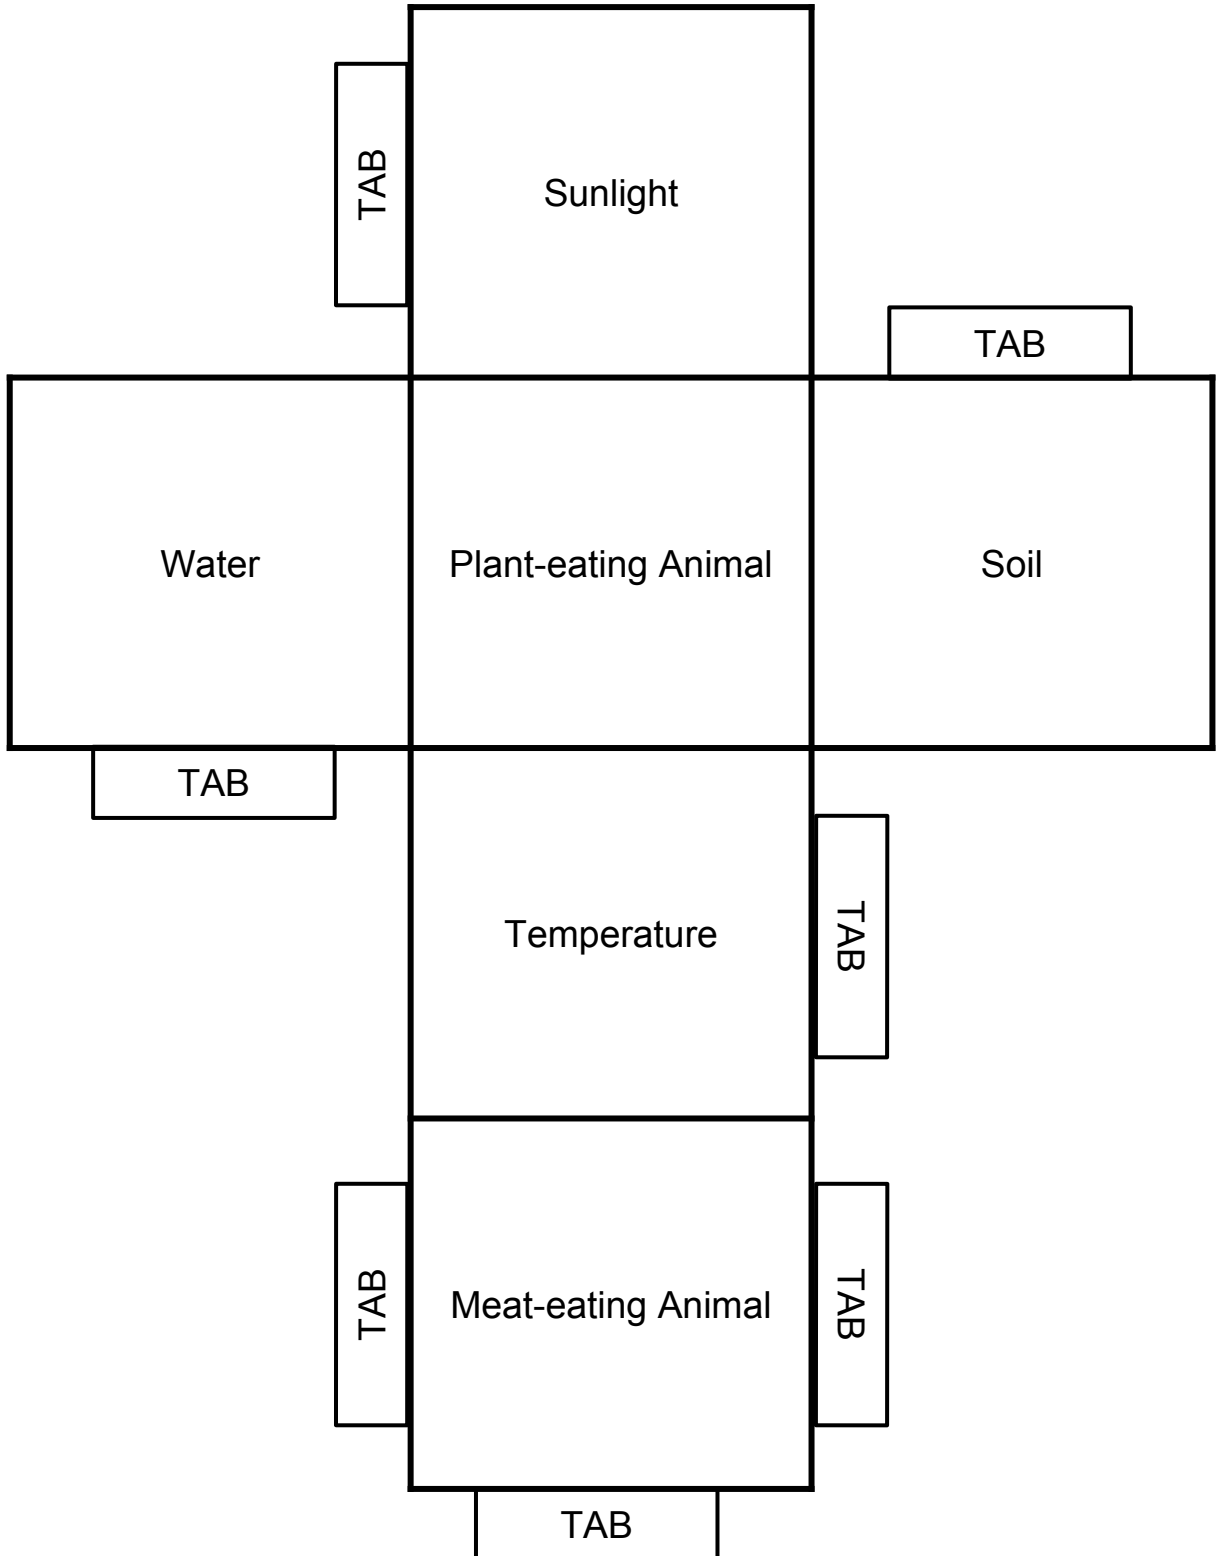 TAB
Sunlight
TAB
Water
Plant-eating Animal
Soil
TAB
Temperature
TAB
TAB
Meat-eating Animal
TAB
TAB